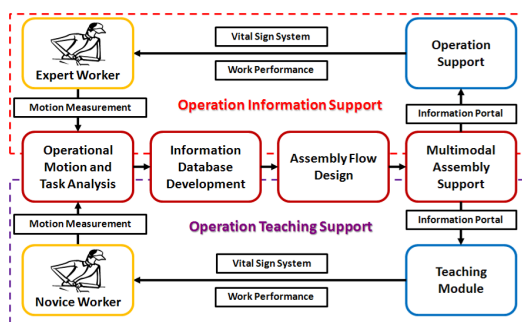 Vital Sign System
Expert Worker
Work Performance
Operation
Support
Motion Measurement
Operation Information Support
Information Portal
Operational
Motion and
Task Analysis
Information
Database
Development
Assembly Flow
Design
Multimodal
Assembly
Support
Motion Measurement
Operation Teaching Support
Information Portal
Novice Worker
Vital Sign System
Work Performance
Teaching
Module